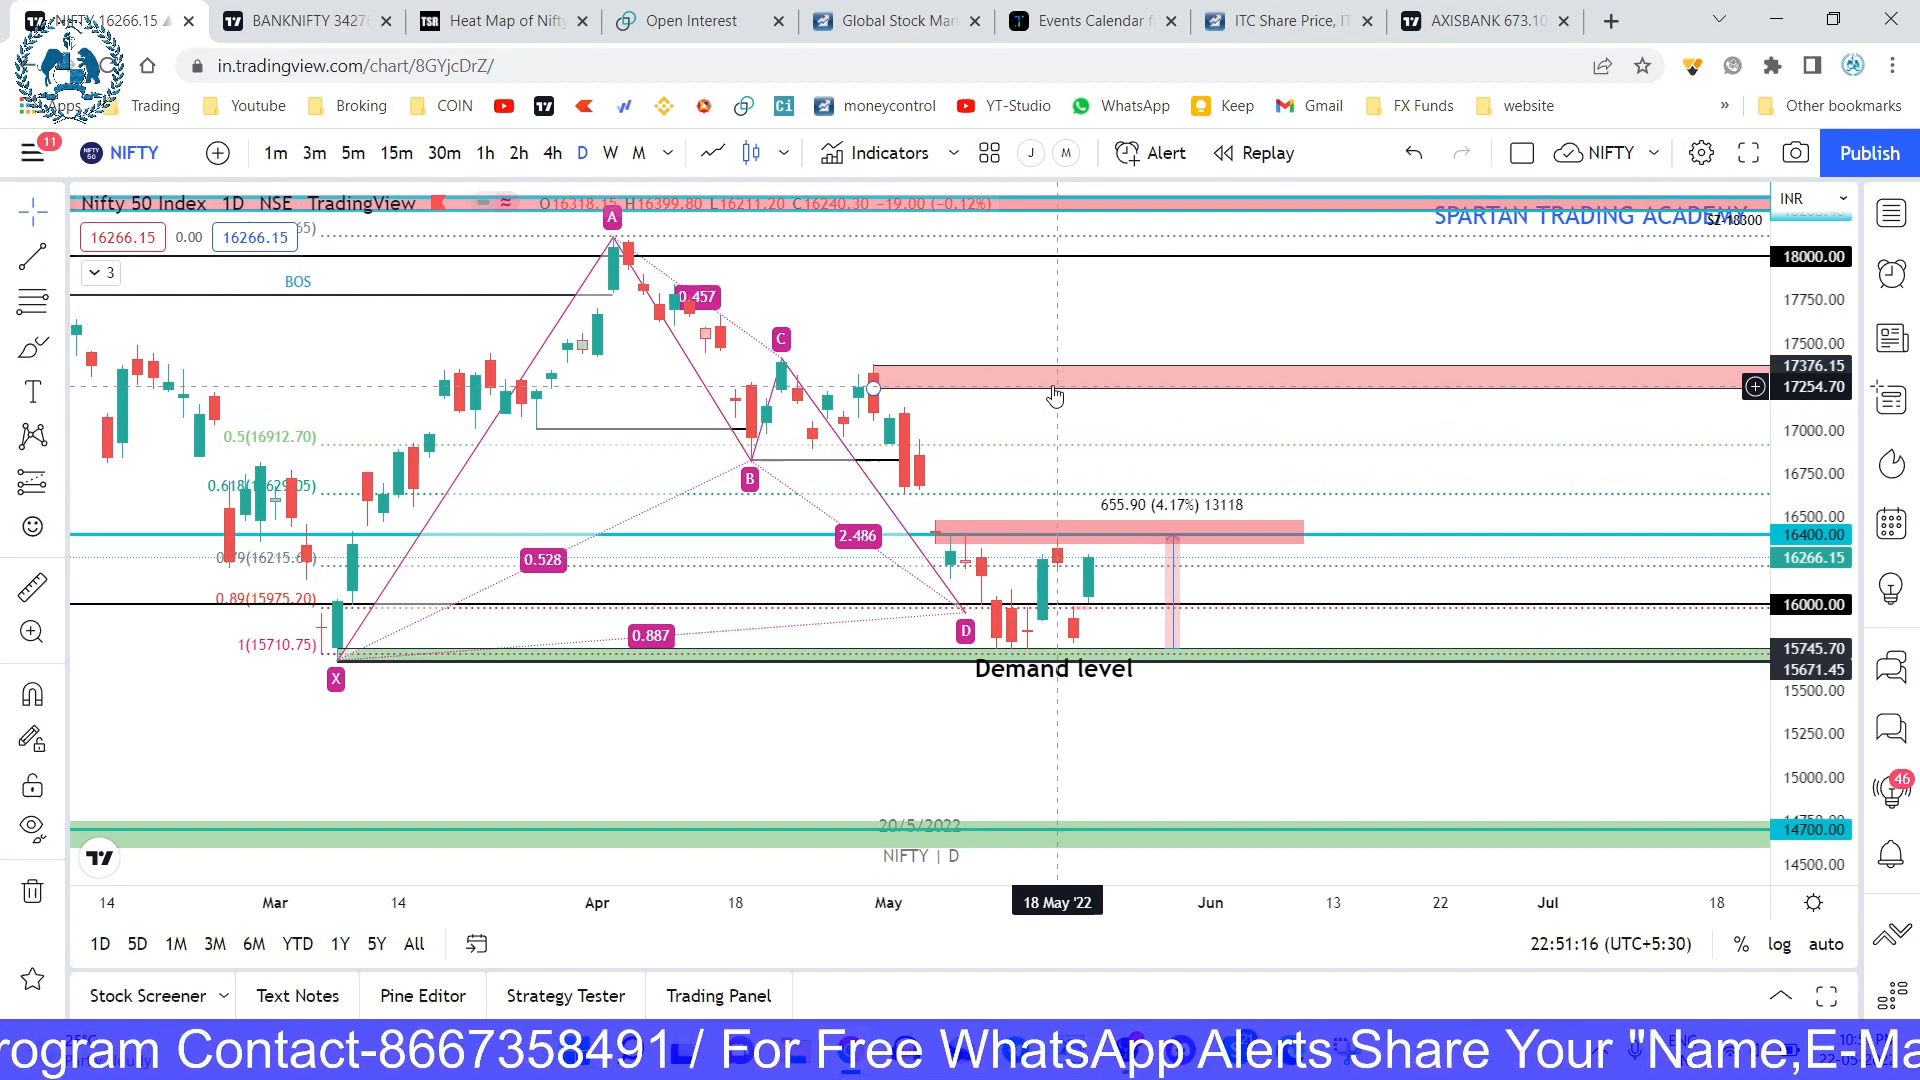 NIFTY 16266.15
BANKNIFTY 3427
Heat Map of Nifty
Open Interest
Global Stock Mar
Events Calendar f
ITC Share Price, IT
AXISBANK 673.10
in.tradingview.com/chart/8GYjcDrZ/
Apps
Trading
Youtube
Broking
COIN
moneycontrol
YT-Studio
WhatsApp
Keep
Gmail
FX Funds
website
»
Other bookmarks
11
NIFTY
1m 3m 5m 15m 30m 1h 2h 4h D W M
Indicators
J
M
Alert
Replay
NIFTY
Publish
Nifty 50 Index 1D NSE TradingView
O16318.15 H16399.80 L16211.20 C16240.30 −19.00 (−0.12%)
INR
SPARTAN TRADING ACADEMY
SZ-18300
16266.15 0.00 16266.15
3
BOS
A
0.457
C
0.5(16912.70)
B
2.486
0.528
0.89(15975.20)
0.887
D
1(15710.75)
X
655.90 (4.17%) 13118
Demand level
20/5/2022
NIFTY | D
18000.00
17750.00
17500.00
17376.15
17254.70
17000.00
16750.00
16500.00
16400.00
16266.15
16000.00
15745.70
15671.45
15500.00
15250.00
15000.00
14700.00
14500.00
46
14 Mar 14 Apr 18 May 18 May '22 Jun 13 22 Jul 18
1D 5D 1M 3M 6M YTD 1Y 5Y All
22:51:16 (UTC+5:30)
% log auto
Stock Screener
Text Notes
Pine Editor
Strategy Tester
Trading Panel
rogram Contact-8667358491 / For Free WhatsApp Alerts Share Your "Name,E-Ma